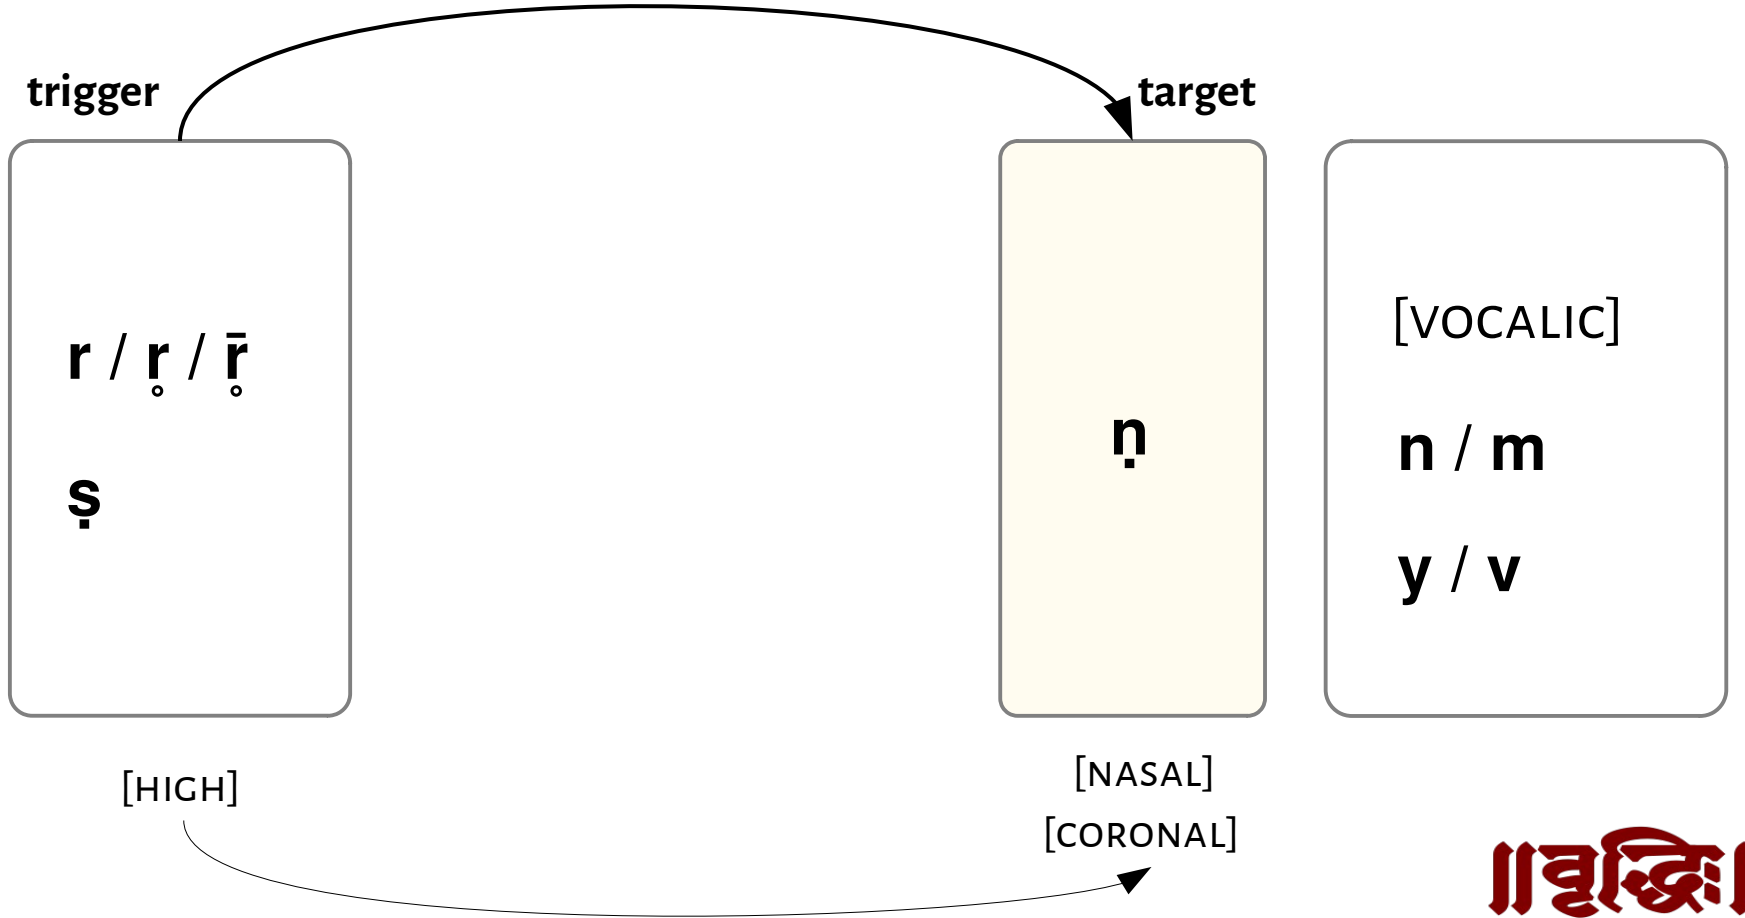 trigger
target
r / r̥ / r̥̄
ṣ
ṇ
[VOCALIC]
n / m
y / v
[HIGH]
[NASAL]
[CORONAL]
॥वृद्धिः।